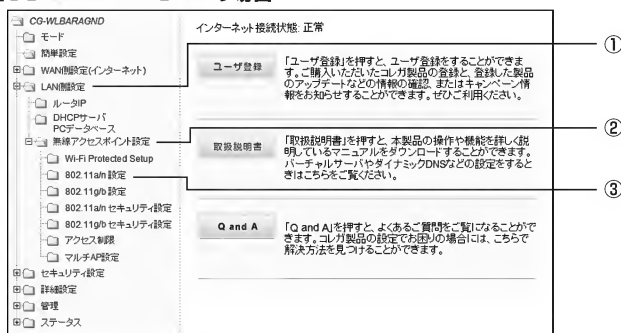 CG-WLBARAGND
モード
簡単設定
WAN側設定(インターネット)
LAN側設定
ルータIP
DHCPサーバ
PCデータベース
無線アクセスポイント設定
Wi-Fi Protected Setup
802.11a/n 設定
802.11g/b 設定
802.11a/n セキュリティ設定
802.11g/b セキュリティ設定
アクセス制限
マルチAP設定
セキュリティ設定
詳細設定
管理
ステータス
インターネット接続状態: 正常
ユーザ登録
「ユーザ登録」を押すと、ユーザ登録をすることができま
す。ご購入いただいたコレガ製品の登録と、登録した製品
のアップデートなどの情報の確認、またはキャンペーン情
報をお知らせすることができます。ぜひご利用ください。
取扱説明書
「取扱説明書」を押すと、本製品の操作や機能を詳しく説
明しているマニュアルをダウンロードすることができます。
バーチャルサーバやダイナミックDNSなどの設定をすると
きはこちらをご覧ください。
Q and A
「Q and A」を押すと、よくあるご質問をご覧になることがで
きます。コレガ製品の設定でお困りの場合には、こちらで
解決方法を見つけることができます。
①
②
③